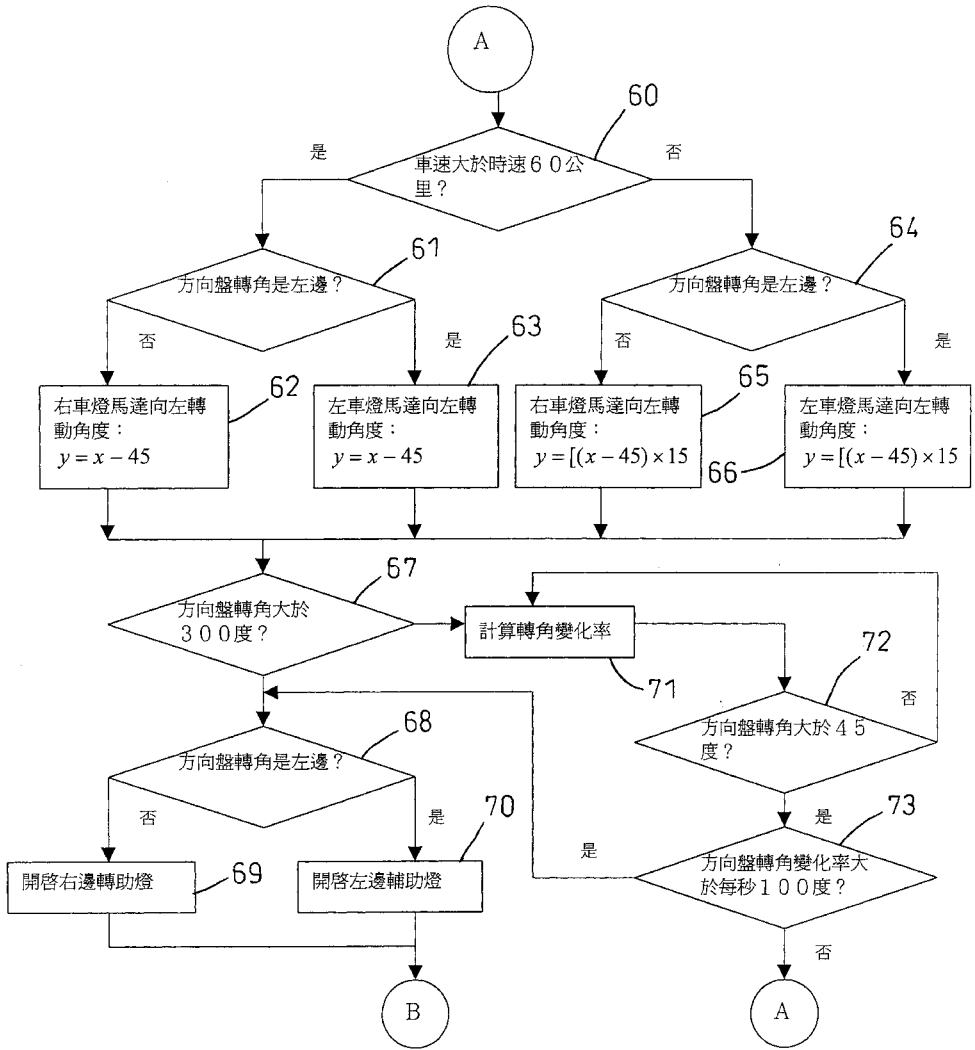 A
60
車速大於時速６０公
里？
是
否
61
方向盤轉角是左邊？
64
方向盤轉角是左邊？
否
是
63
否
65
是
62
右車燈馬達向左轉
動角度：
y = x − 45
左車燈馬達向左轉
動角度：
y = x − 45
右車燈馬達向左轉
動角度：
y = [(x − 45) × 15
66
左車燈馬達向左轉
動角度：
y = [(x − 45) × 15
67
方向盤轉角大於
３００度？
計算轉角變化率
71
72
方向盤轉角大於４５
度？
否
是
68
方向盤轉角是左邊？
否
是
70
73
方向盤轉角變化率大
於每秒１００度？
是
否
開啓右邊轉助燈
69
開啓左邊輔助燈
B
A